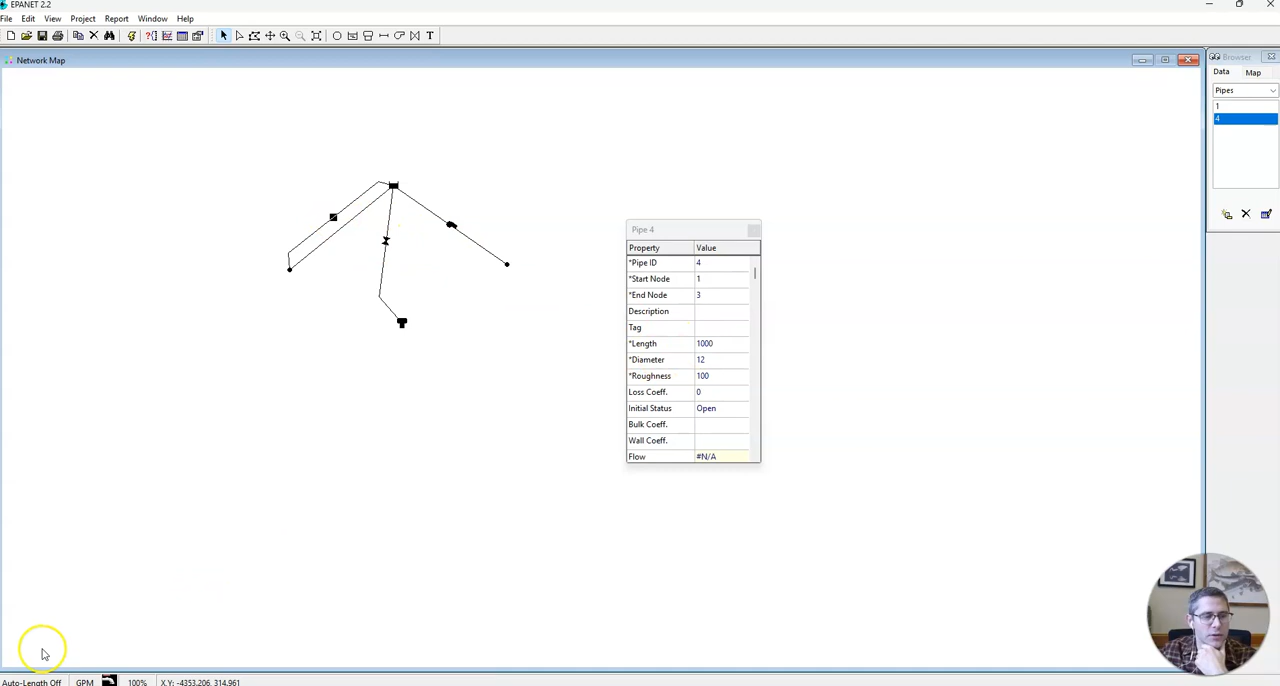 EPANET 2.2
File Edit View Project Report Window Help
T
Network Map
Browser
Data Map
Pipes
1
4
Pipe 4
Property Value
*Pipe ID 4
*Start Node 1
*End Node 3
Description
Tag
*Length 1000
*Diameter 12
*Roughness 100
Loss Coeff. 0
Initial Status Open
Bulk Coeff.
Wall Coeff.
Flow #N/A
Auto-Length Off GPM 100% X,Y: -4353.206, 314.961